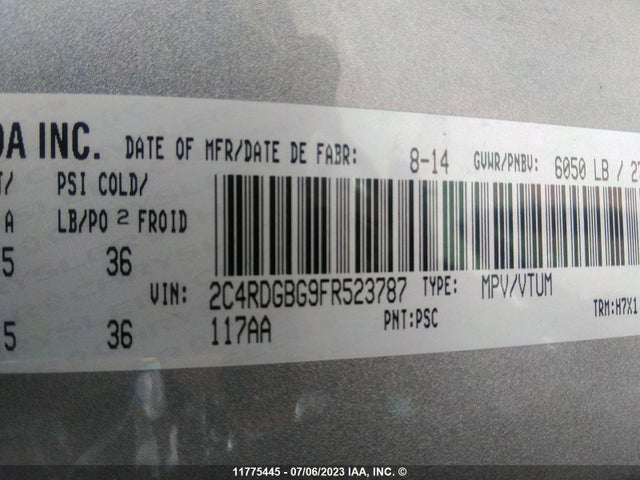 DA INC. DATE OF MFR/DATE DE FABR: 8-14 GVWR/PNBV: 6050 LB / 27
T/ PSI COLD/
A LB/PO 2 FROID
5 36
VIN: 2C4RDGBG9FR523787 TYPE: MPV/VTUM
5 36 117AA PNT:PSC TRM:H7X1
11775445 - 07/06/2023 IAA, INC. ©